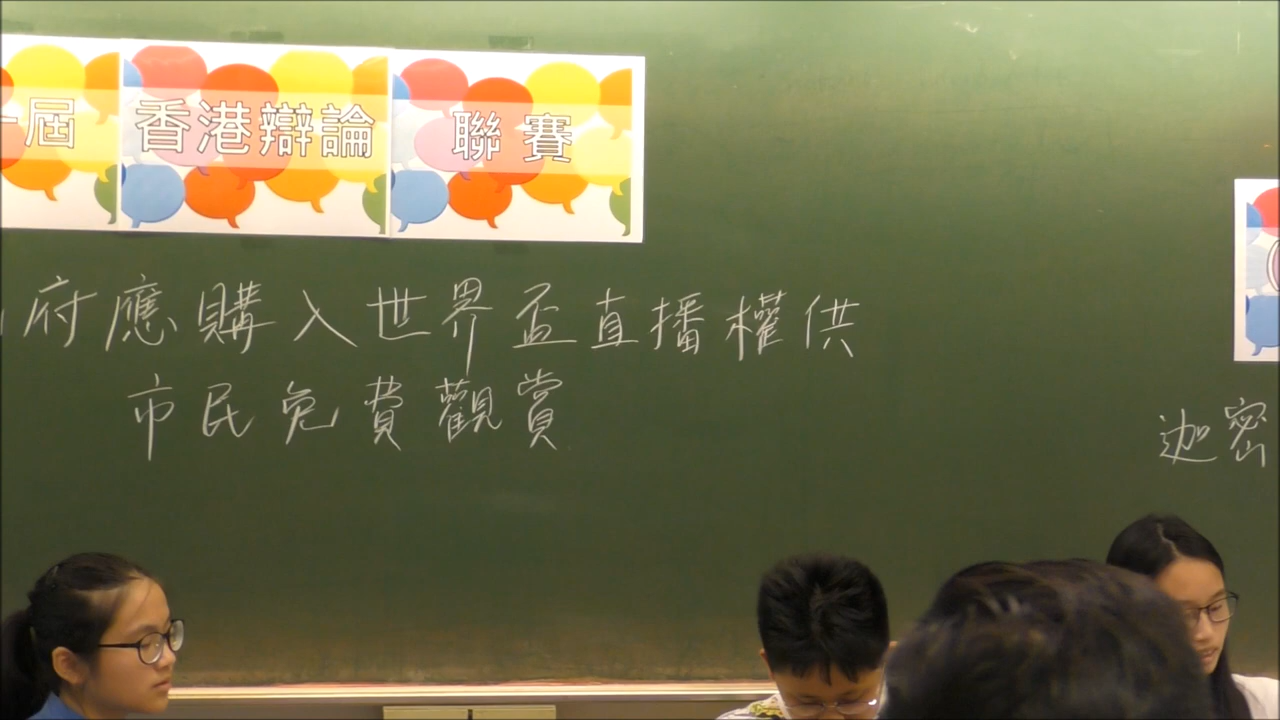 屆 香港辯論 聯賽
府應購入世界盃直播權供
市民免費觀賞
迦密